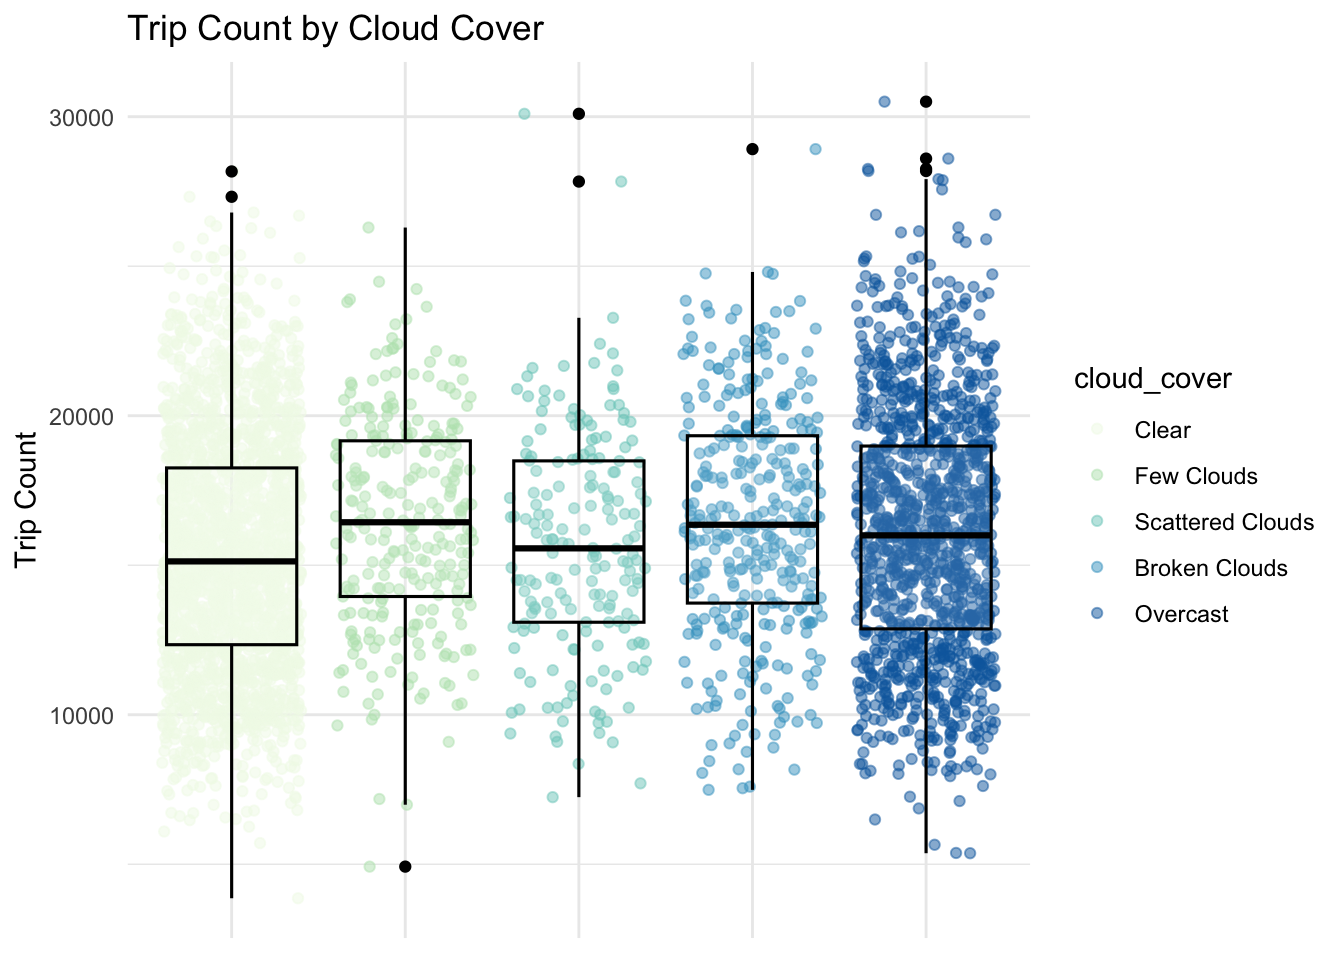 Trip Count by Cloud Cover
30000
20000
10000
Trip Count
cloud_cover
Clear
Few Clouds
Scattered Clouds
Broken Clouds
Overcast